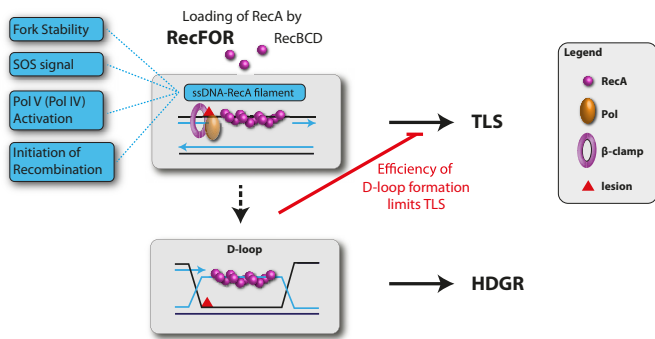 Loading of RecA by
RecFOR
RecBCD
Fork Stability
SOS signal
Pol V (Pol IV)
Activation
Initiation of
Recombination
ssDNA-RecA filament
TLS
Efficiency of
D-loop formation
limits TLS
D-loop
HDGR
Legend
RecA
Pol
β-clamp
lesion